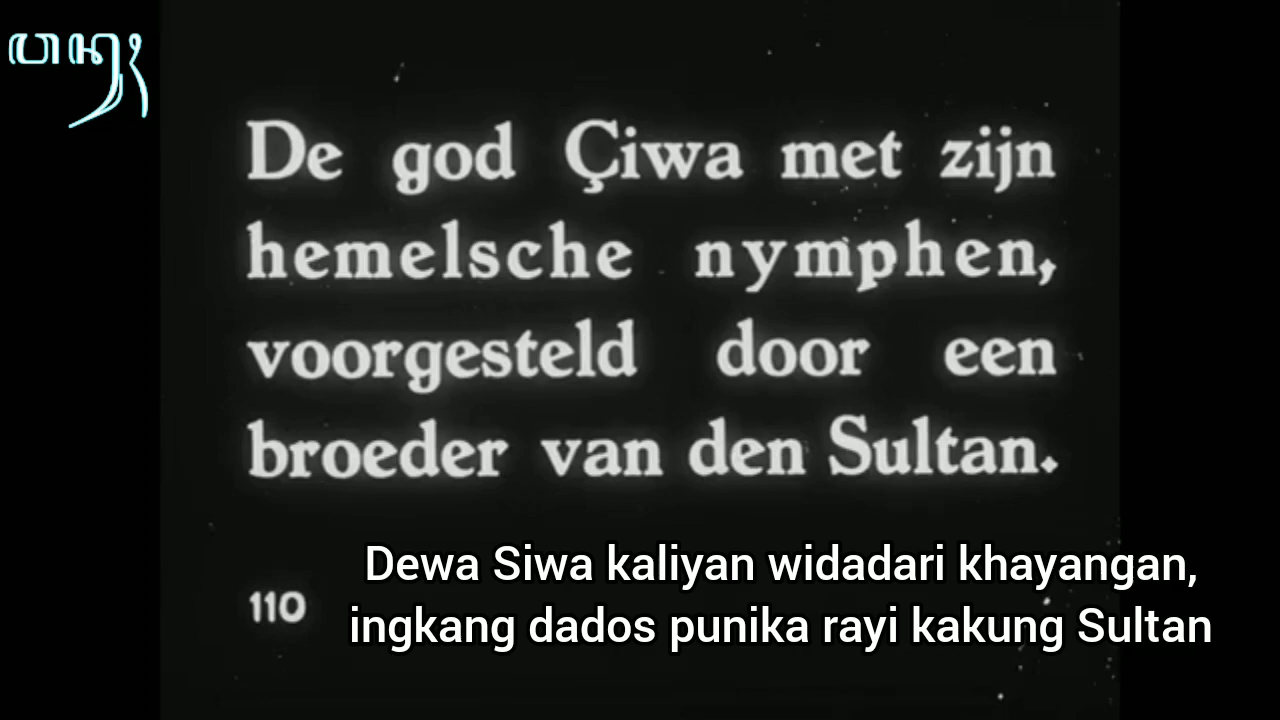 De god Çiwa met zijn
hemelsche nymphen,
voorgesteld door een
broeder van den Sultan.
110
Dewa Siwa kaliyan widadari khayangan,
ingkang dados punika rayi kakung Sultan